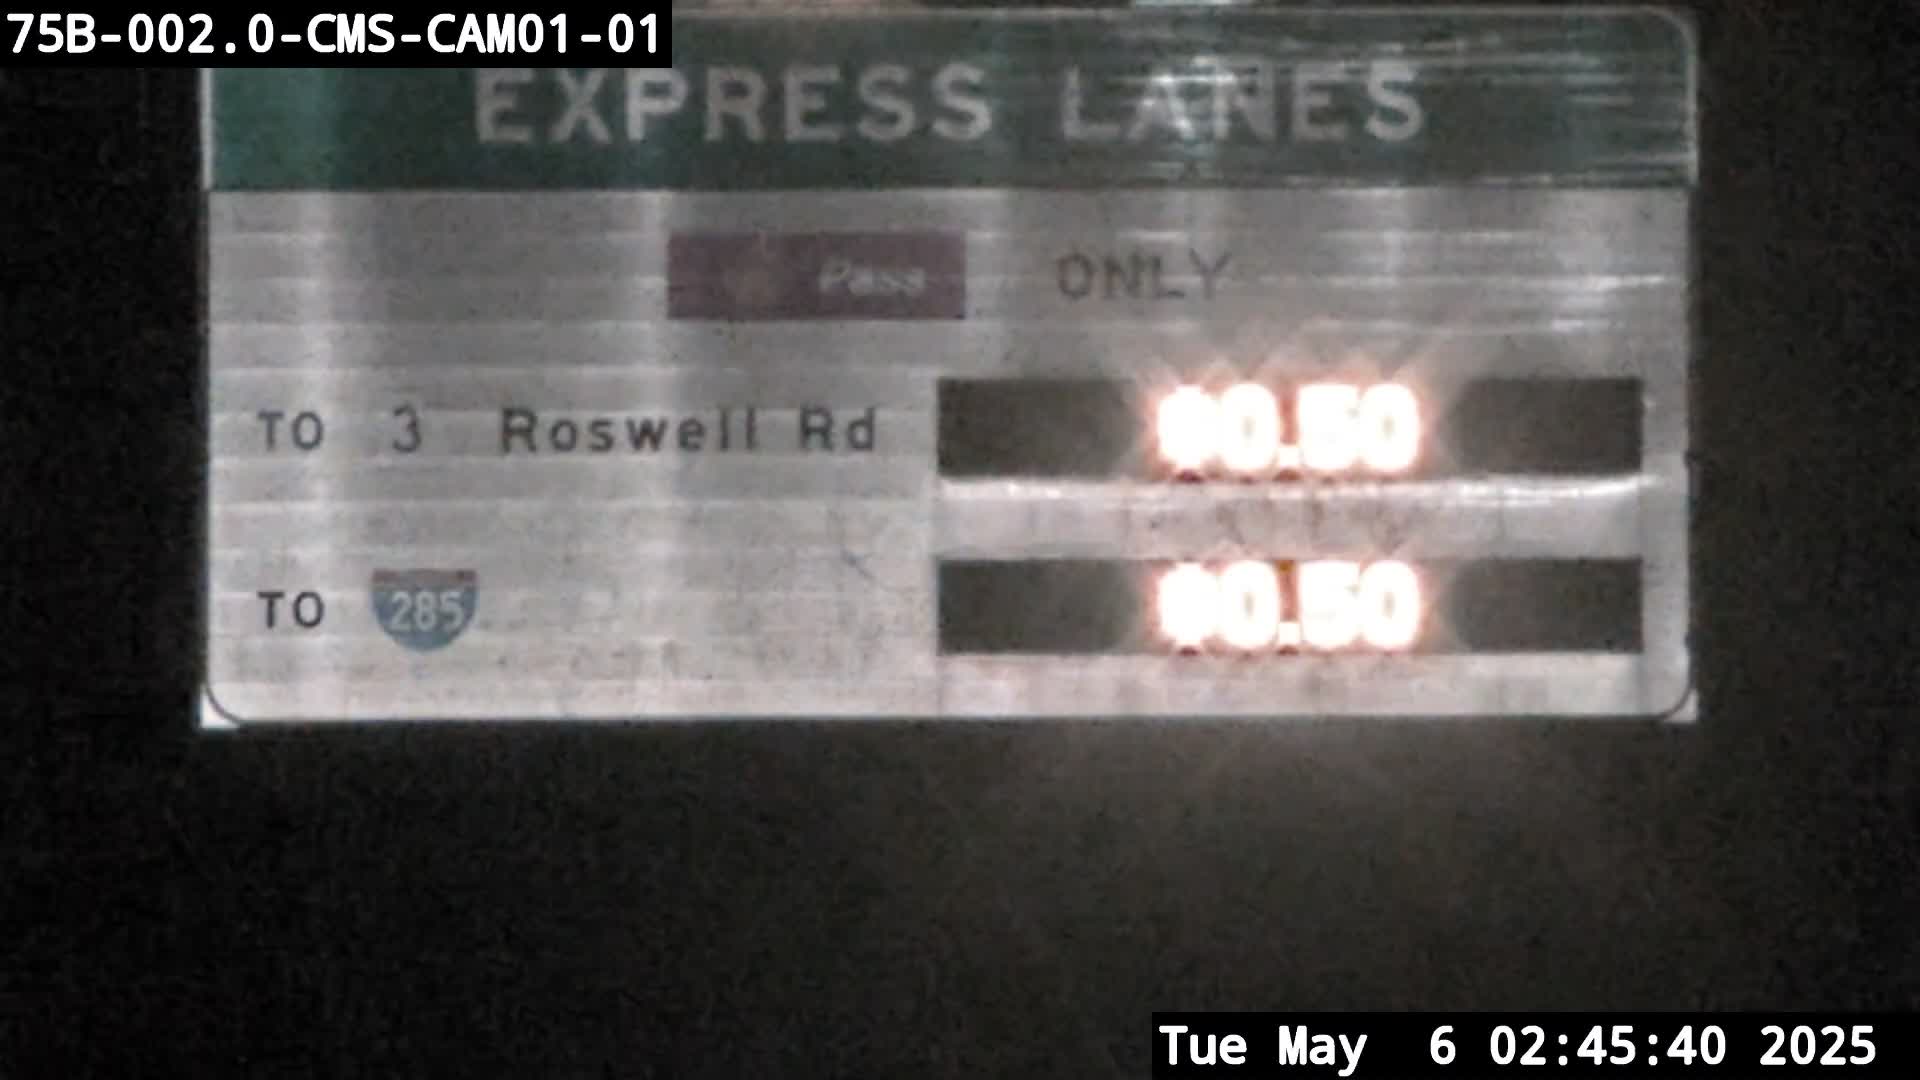 75B-002.0-CMS-CAM01-01
EXPRESS LANES
Pass ONLY
TO 3 Roswell Rd $0.50
TO 285 $0.50
Tue May 6 02:45:40 2025